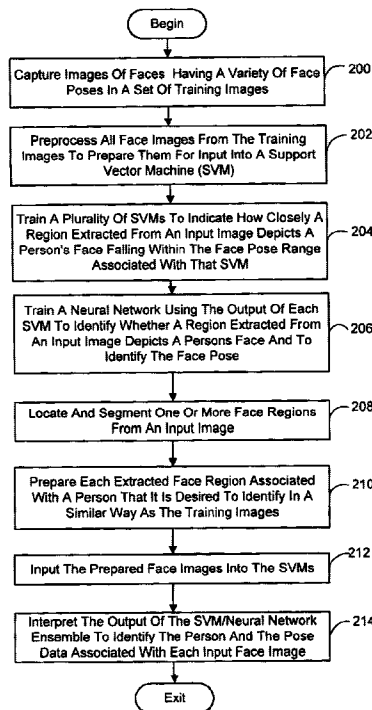 Begin
Capture Images Of Faces Having A Variety Of Face
Poses In A Set Of Training Images
200
Preprocess All Face Images From The Training
Images To Prepare Them For Input Into A Support
Vector Machine (SVM)
202
Train A Plurality Of SVMs To Indicate How Closely A
Region Extracted From An Input Image Depicts A
Person's Face Falling Within The Face Pose Range
Associated With That SVM
204
Train A Neural Network Using The Output Of Each
SVM To Identify Whether A Region Extracted From
An Input Image Depicts A Persons Face And To
Identify The Face Pose
206
Locate And Segment One Or More Face Regions
From An Input Image
208
Prepare Each Extracted Face Region Associated
With A Person That It Is Desired To Identify In A
Similar Way As The Training Images
210
Input The Prepared Face Images Into The SVMs
212
Interpret The Output Of The SVM/Neural Network
Ensemble To Identify The Person And The Pose
Data Associated With Each Input Face Image
214
Exit